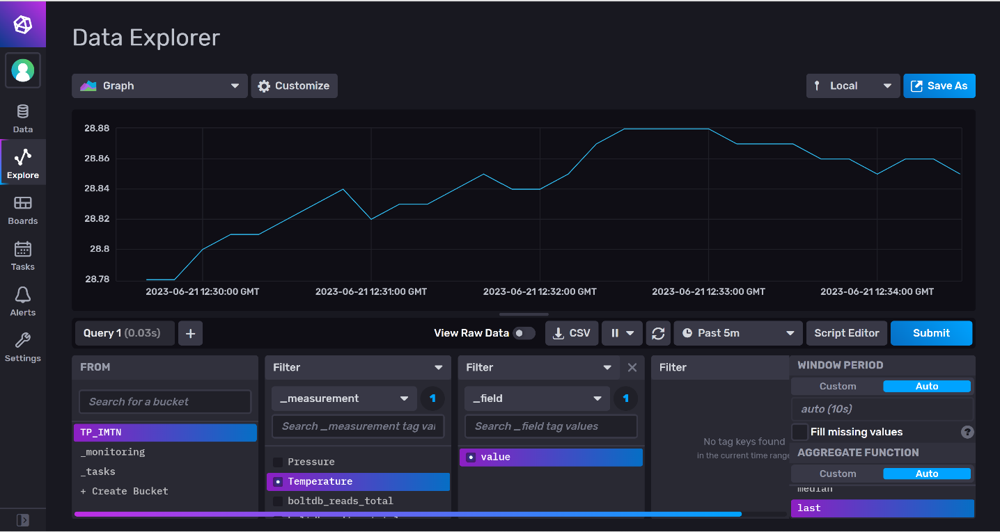 Data Explorer
Graph
Customize
Local
Save As
Data
Explore
Boards
Tasks
Alerts
Settings
28.88
28.86
28.84
28.82
28.8
28.78
2023-06-21 12:30:00 GMT
2023-06-21 12:31:00 GMT
2023-06-21 12:32:00 GMT
2023-06-21 12:33:00 GMT
2023-06-21 12:34:00 GMT
Query 1 (0.03s)
+
View Raw Data
CSV
Past 5m
Script Editor
Submit
FROM
Search for a bucket
TP_IMTN
_monitoring
_tasks
+ Create Bucket
Filter
_measurement
1
Search _measurement tag val
Pressure
Temperature
boltdb_reads_total
Filter
_field
1
Search _field tag values
value
Filter
No tag keys found
in the current time range
WINDOW PERIOD
Custom
Auto
auto (10s)
Fill missing values
?
AGGREGATE FUNCTION
Custom
Auto
median
last